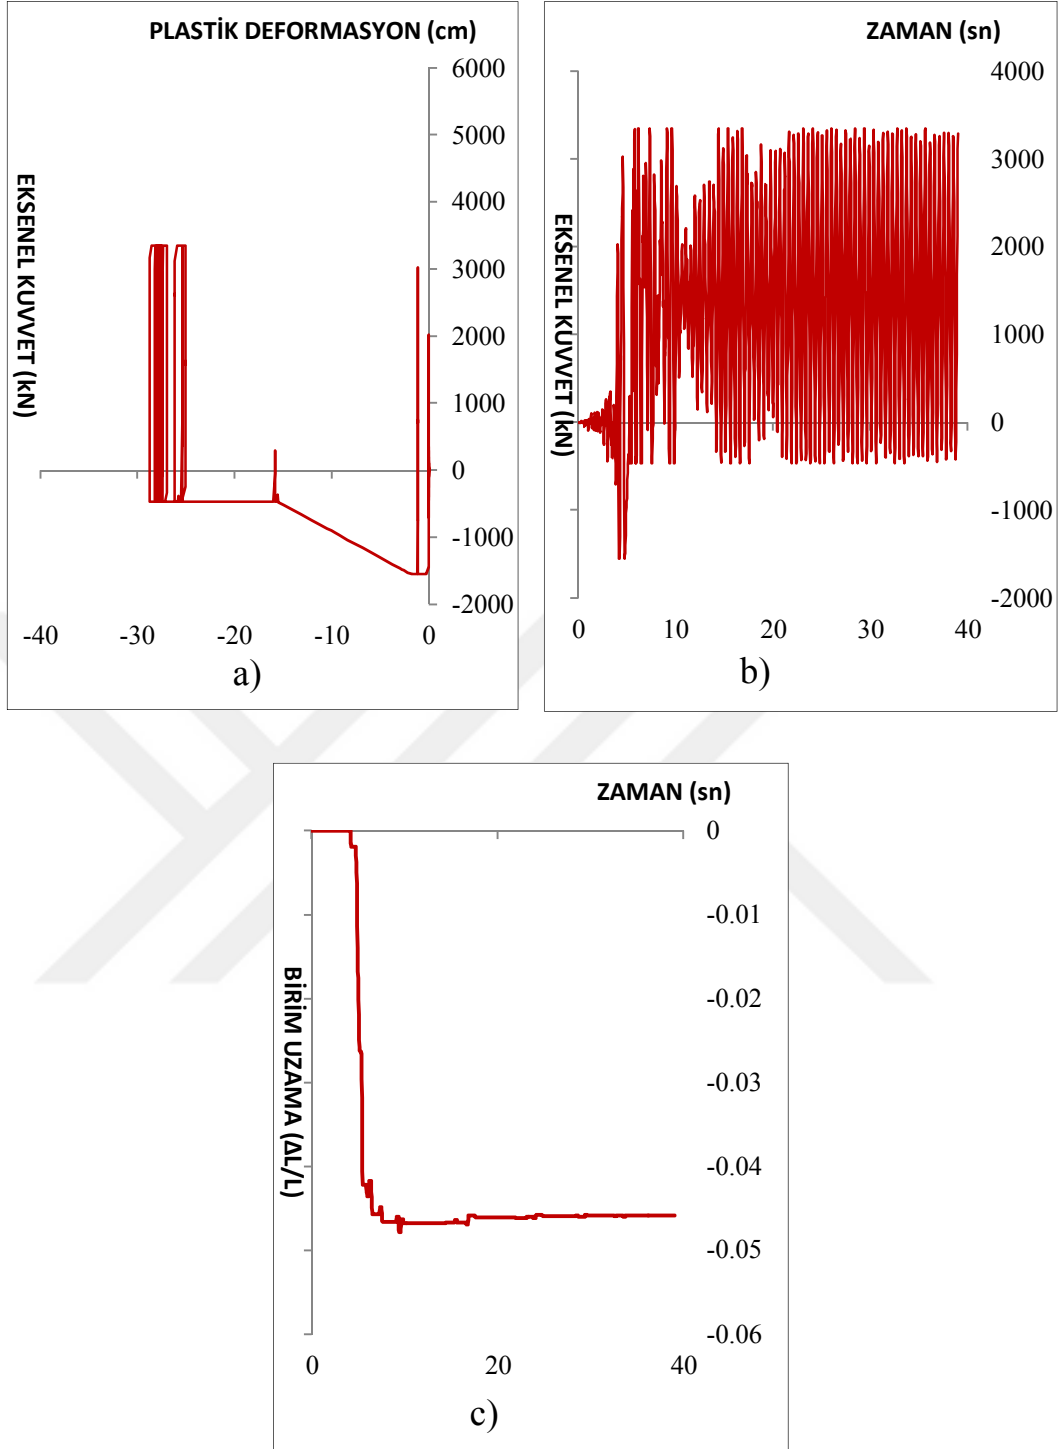 PLASTİK DEFORMASYON (cm)
6000
5000
4000
3000
2000
1000
0
-1000
-2000
EKSENEL KUVVET (kN)
-40 -30 -20 -10 0
a)
ZAMAN (sn)
4000
3000
2000
1000
0
-1000
-2000
EKSENEL KUVVET (kN)
0 10 20 30 40
b)
ZAMAN (sn)
0
-0.01
-0.02
-0.03
-0.04
-0.05
-0.06
BİRİM UZAMA (ΔL/L)
0 20 40
c)